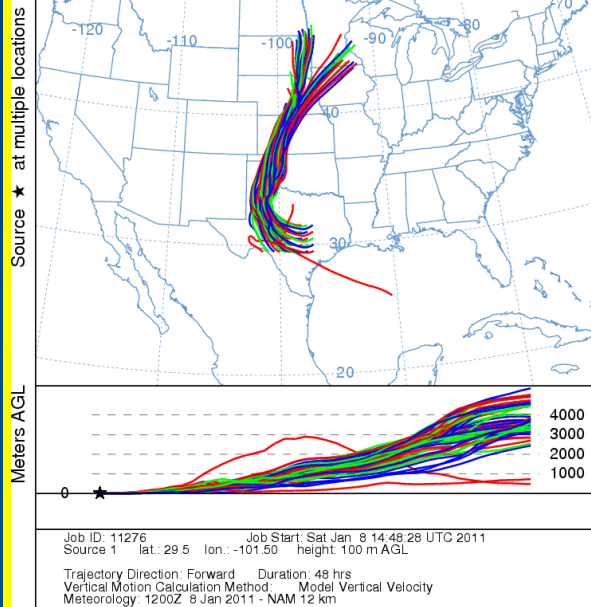 Source ★ at multiple locations
-120
-110
-100
-90
-80
-70
40
30
20
Meters AGL
4000
3000
2000
1000
0
Job ID: 11276 Job Start: Sat Jan 8 14:48:28 UTC 2011
Source 1 lat.: 29.5 lon.: -101.50 height: 100 m AGL
Trajectory Direction: Forward Duration: 48 hrs
Vertical Motion Calculation Method: Model Vertical Velocity
Meteorology: 1200Z 8 Jan 2011 - NAM 12 km